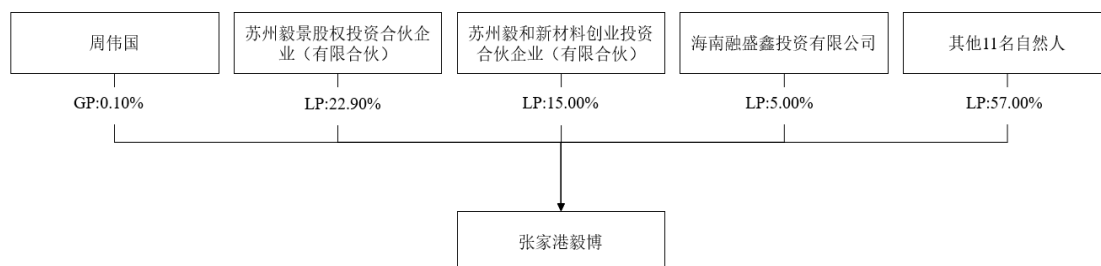 周伟国
苏州毅景股权投资合伙企
业（有限合伙）
苏州毅和新材料创业投资
合伙企业（有限合伙）
海南融盛鑫投资有限公司
其他11名自然人
GP:0.10%
LP:22.90%
LP:15.00%
LP:5.00%
LP:57.00%
张家港毅博